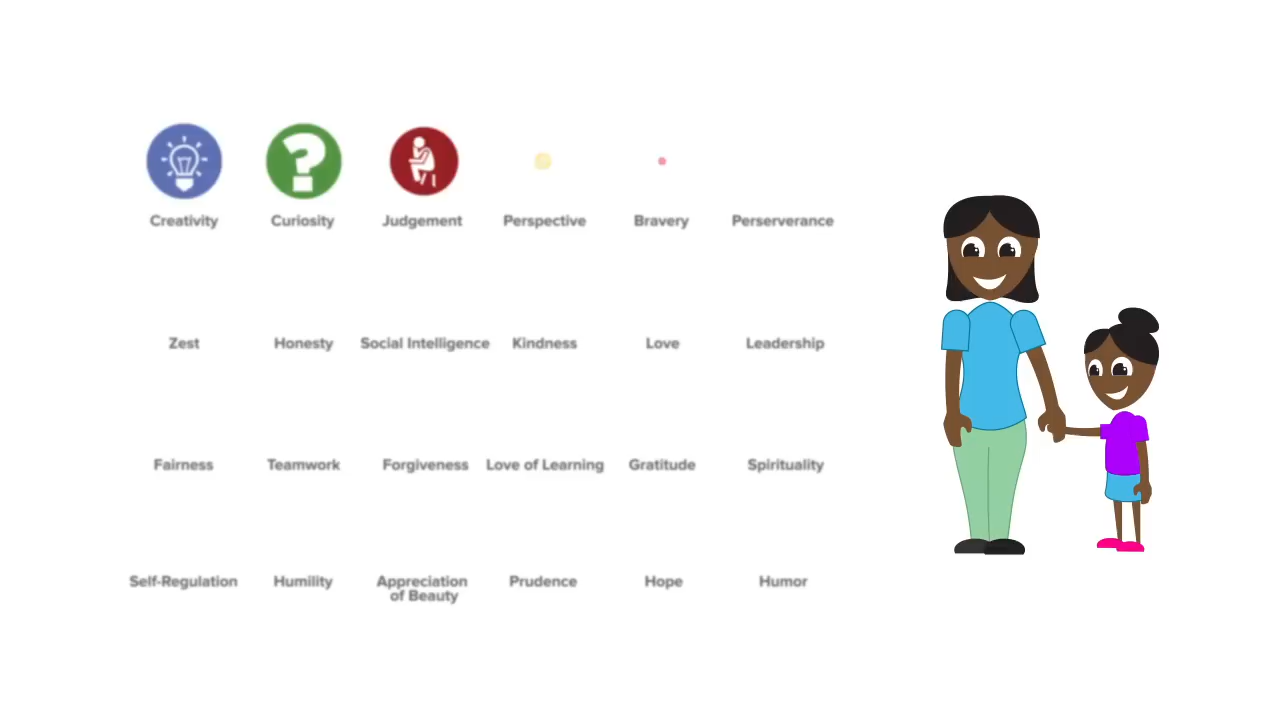 Creativity Curiosity Judgement Perspective Bravery Perserverance
Zest Honesty Social Intelligence Kindness Love Leadership
Fairness Teamwork Forgiveness Love of Learning Gratitude Spirituality
Self-Regulation Humility Appreciation Prudence Hope Humor
of Beauty